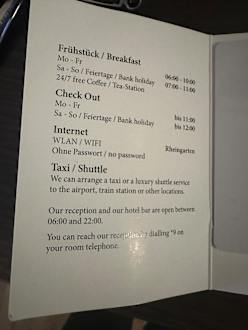 Frühstück / Breakfast
Mo - Fr 06:00 - 10:00
Sa - So / Feiertage / Bank holiday 07:00 - 11:00
24/7 free Coffee / Tea-Station
Check Out
Mo - Fr bis 11:00
Sa - So / Feiertage / Bank holiday bis 12:00
Internet
WLAN / WIFI Rheingarten
Ohne Passwort / no password
Taxi / Shuttle
We can arrange a taxi or a luxury shuttle service
to the airport, train station or other locations.
Our reception and our hotel bar are open between
06:00 and 22:00.
You can reach our reception by dialling *9 on
your room telephone.